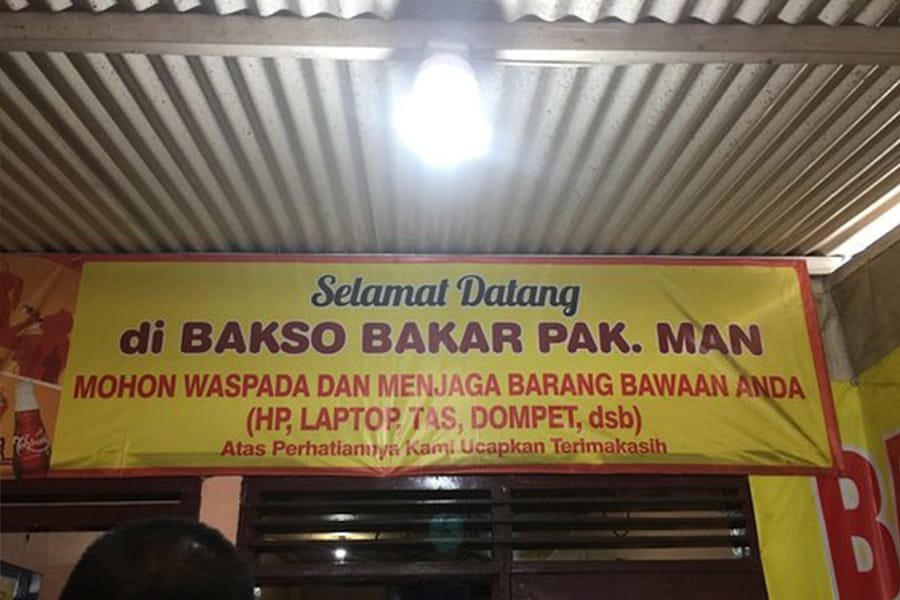 Selamat Datang
di BAKSO BAKAR PAK. MAN
MOHON WASPADA DAN MENJAGA BARANG BAWAAN ANDA
(HP, LAPTOP, TAS, DOMPET, dsb)
Atas Perhatiannya Kami Ucapkan Terimakasih